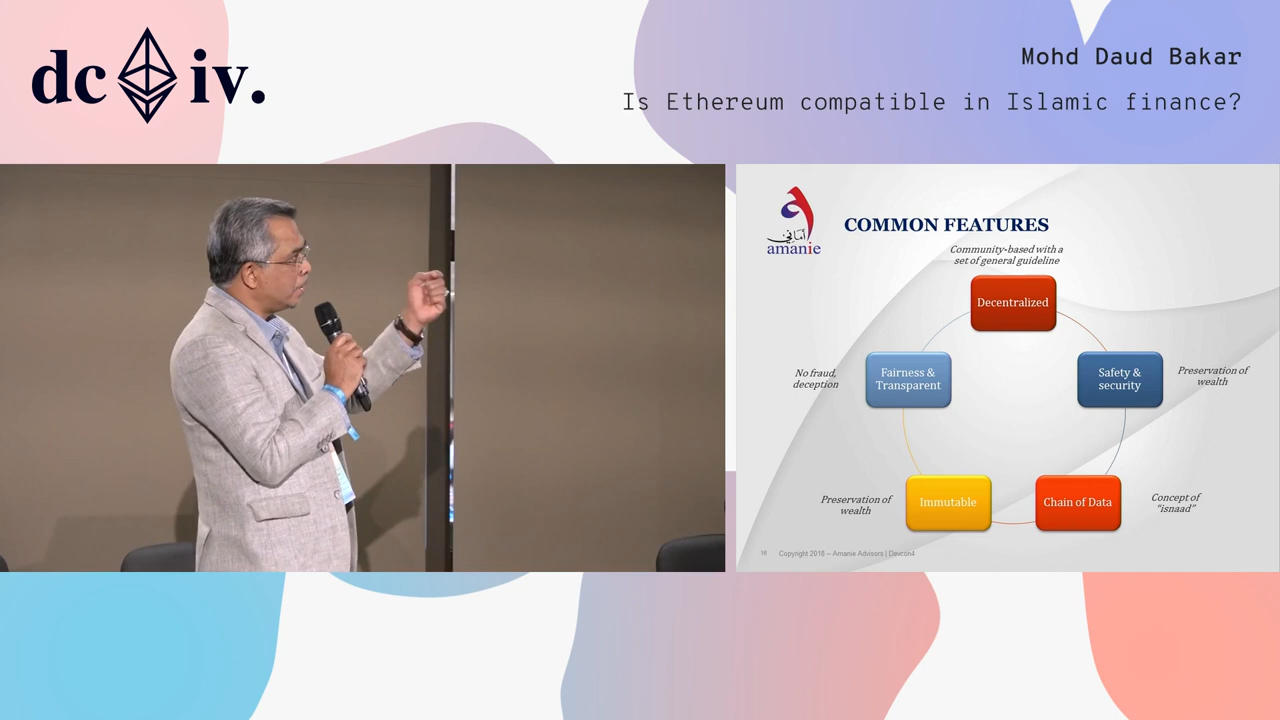 dc iv.
Mohd Daud Bakar
Is Ethereum compatible in Islamic finance?
أماني
amanie
COMMON FEATURES
Community-based with a
set of general guideline
Decentralized
No fraud,
deception
Fairness &
Transparent
Safety &
security
Preservation of
wealth
Preservation of
wealth
Immutable
Chain of Data
Concept of
"isnaad"
16 Copyright 2018 – Amanie Advisors | Devcon4